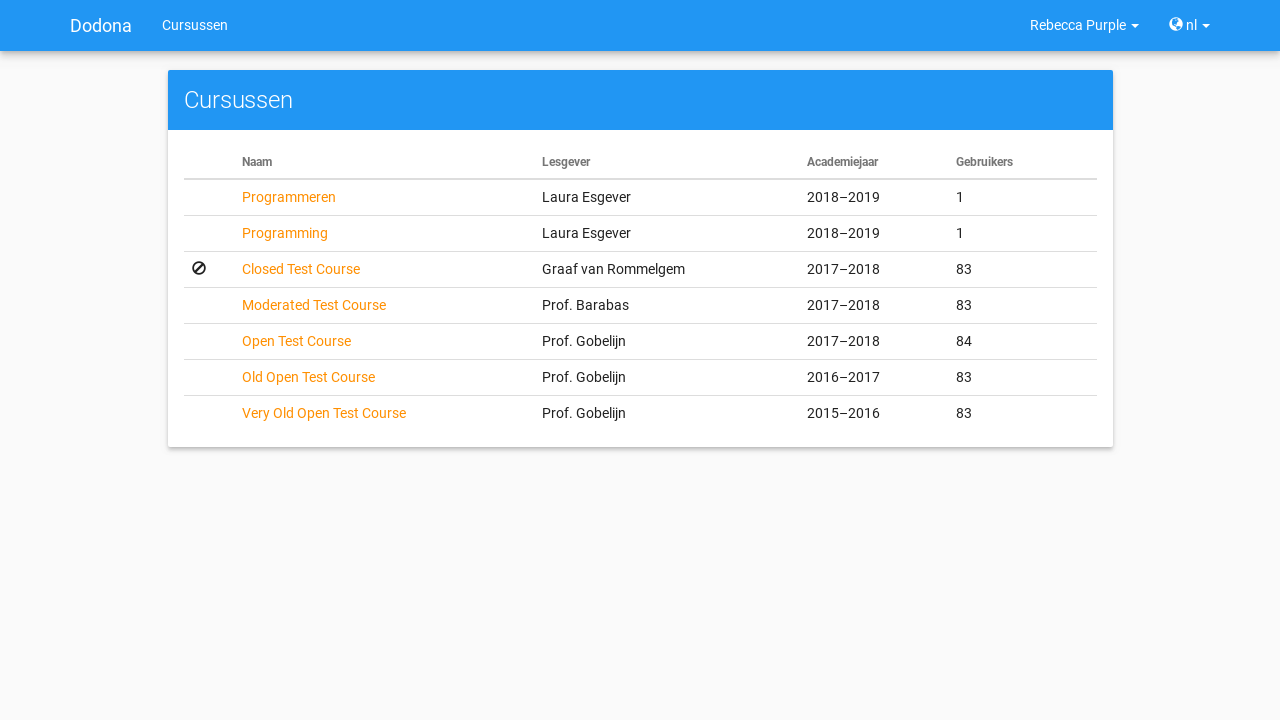 Dodona Cursussen Rebecca Purple nl
Cursussen
Naam Lesgever Academiejaar Gebruikers
Programmeren Laura Esgever 2018–2019 1
Programming Laura Esgever 2018–2019 1
Closed Test Course Graaf van Rommelgem 2017–2018 83
Moderated Test Course Prof. Barabas 2017–2018 83
Open Test Course Prof. Gobelijn 2017–2018 84
Old Open Test Course Prof. Gobelijn 2016–2017 83
Very Old Open Test Course Prof. Gobelijn 2015–2016 83